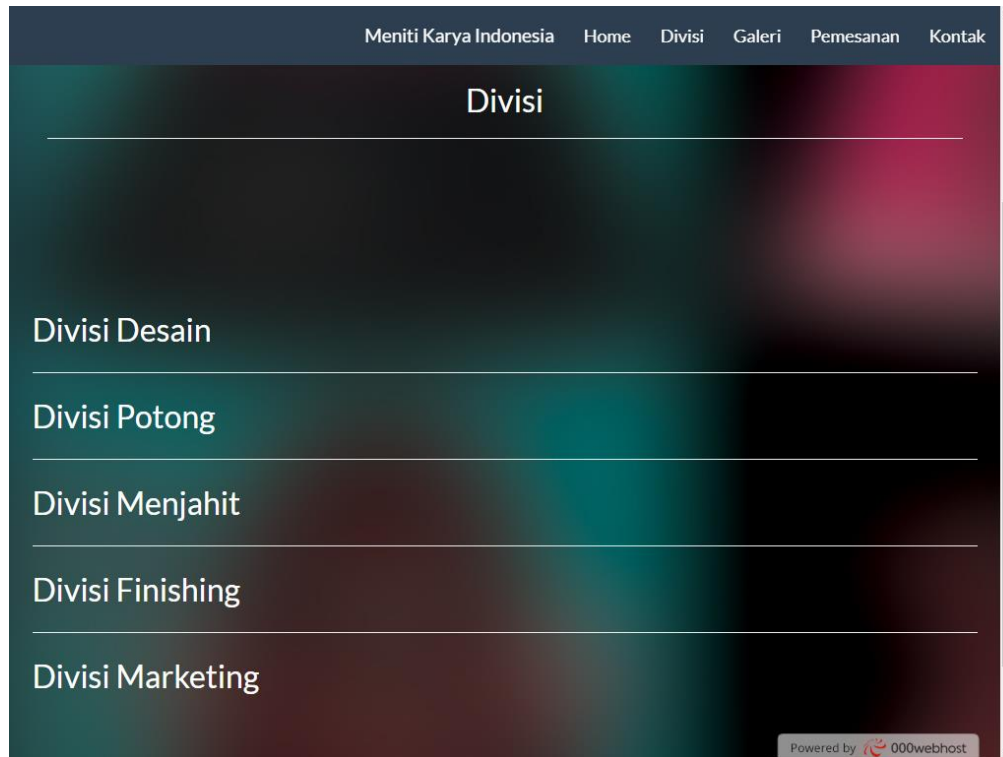 Meniti Karya Indonesia Home Divisi Galeri Pemesanan Kontak
Divisi
Divisi Desain
Divisi Potong
Divisi Menjahit
Divisi Finishing
Divisi Marketing
Powered by 000webhost